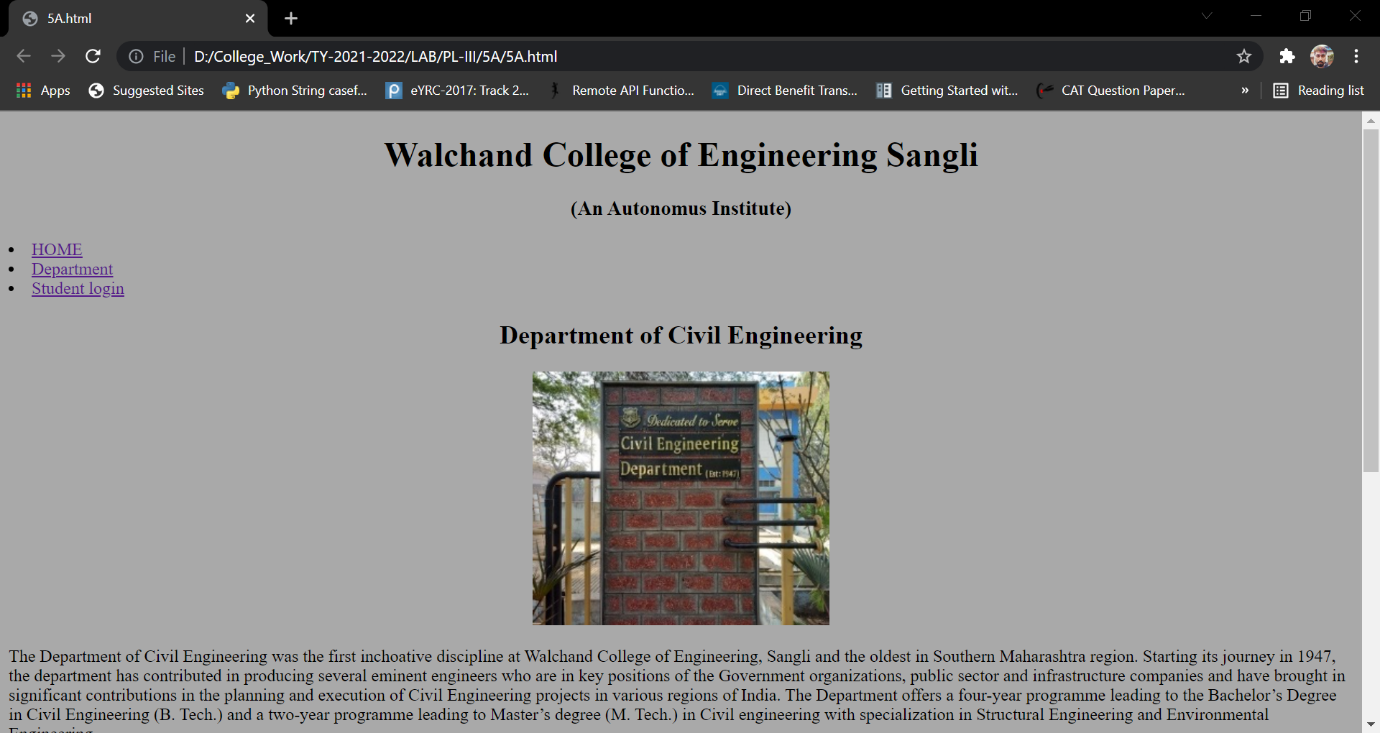 5A.html
File D:/College_Work/TY-2021-2022/LAB/PL-III/5A/5A.html
Apps Suggested Sites Python String casef... eYRC-2017: Track 2... Remote API Functio... Direct Benefit Trans... Getting Started wit... CAT Question Paper... » Reading list
Walchand College of Engineering Sangli
(An Autonomus Institute)
HOME
Department
Student login
Department of Civil Engineering
Dedicated to Serve
Civil Engineering
Department (Est: 1947)
The Department of Civil Engineering was the first inchoative discipline at Walchand College of Engineering, Sangli and the oldest in Southern Maharashtra region. Starting its journey in 1947,
the department has contributed in producing several eminent engineers who are in key positions of the Government organizations, public sector and infrastructure companies and have brought in
significant contributions in the planning and execution of Civil Engineering projects in various regions of India. The Department offers a four-year programme leading to the Bachelor’s Degree
in Civil Engineering (B. Tech.) and a two-year programme leading to Master’s degree (M. Tech.) in Civil engineering with specialization in Structural Engineering and Environmental
Engineering